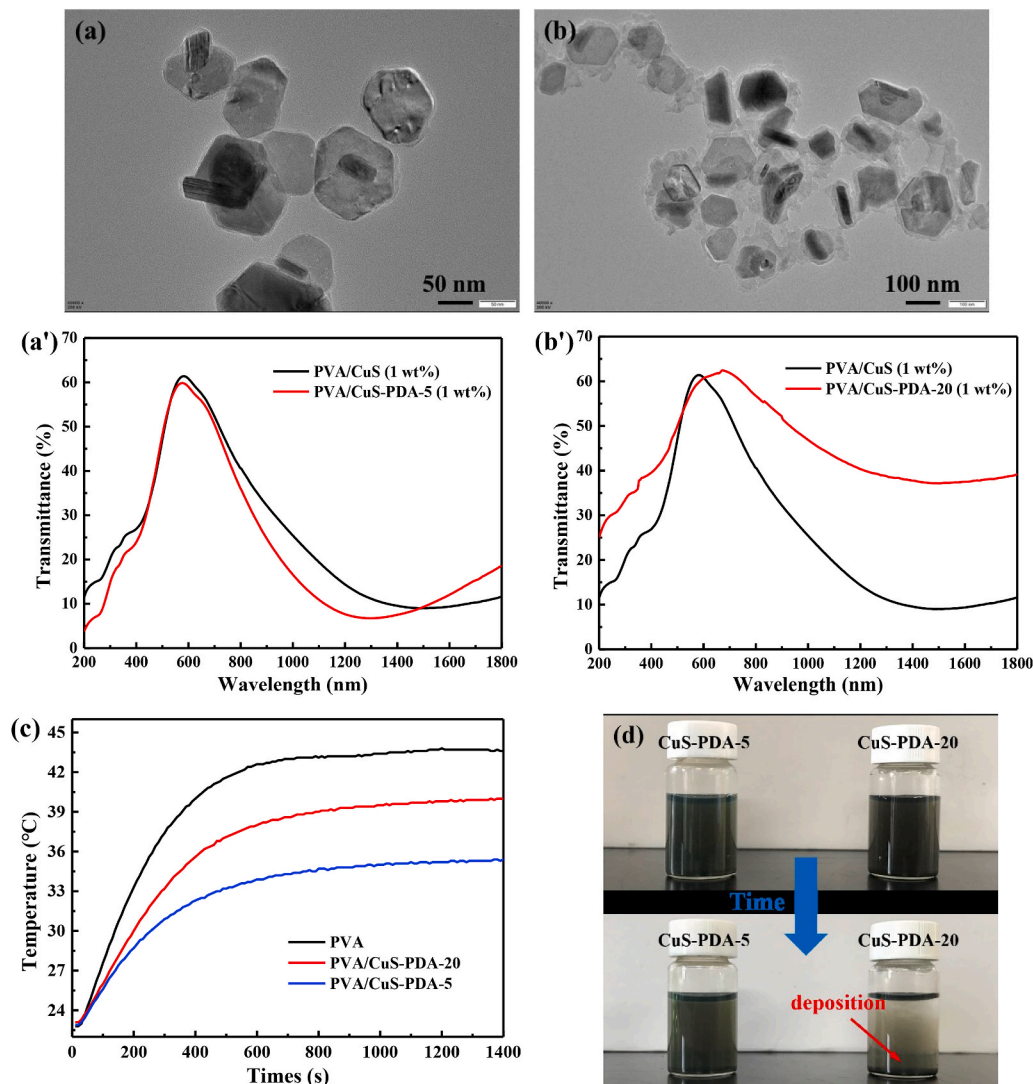 (a)
50 nm
50 nm
(b)
100 nm
100 nm
(a')
PVA/CuS (1 wt%)
PVA/CuS-PDA-5 (1 wt%)
Transmittance (%)
70
60
50
40
30
20
10
0
200 400 600 800 1000 1200 1400 1600 1800
Wavelength (nm)
(b')
PVA/CuS (1 wt%)
PVA/CuS-PDA-20 (1 wt%)
Transmittance (%)
70
60
50
40
30
20
10
0
200 400 600 800 1000 1200 1400 1600 1800
Wavelength (nm)
(c)
Temperature (°C)
45
42
39
36
33
30
27
24
PVA
PVA/CuS-PDA-20
PVA/CuS-PDA-5
0 200 400 600 800 1000 1200 1400
Times (s)
(d)
CuS-PDA-5 CuS-PDA-20
Time
CuS-PDA-5 CuS-PDA-20
deposition